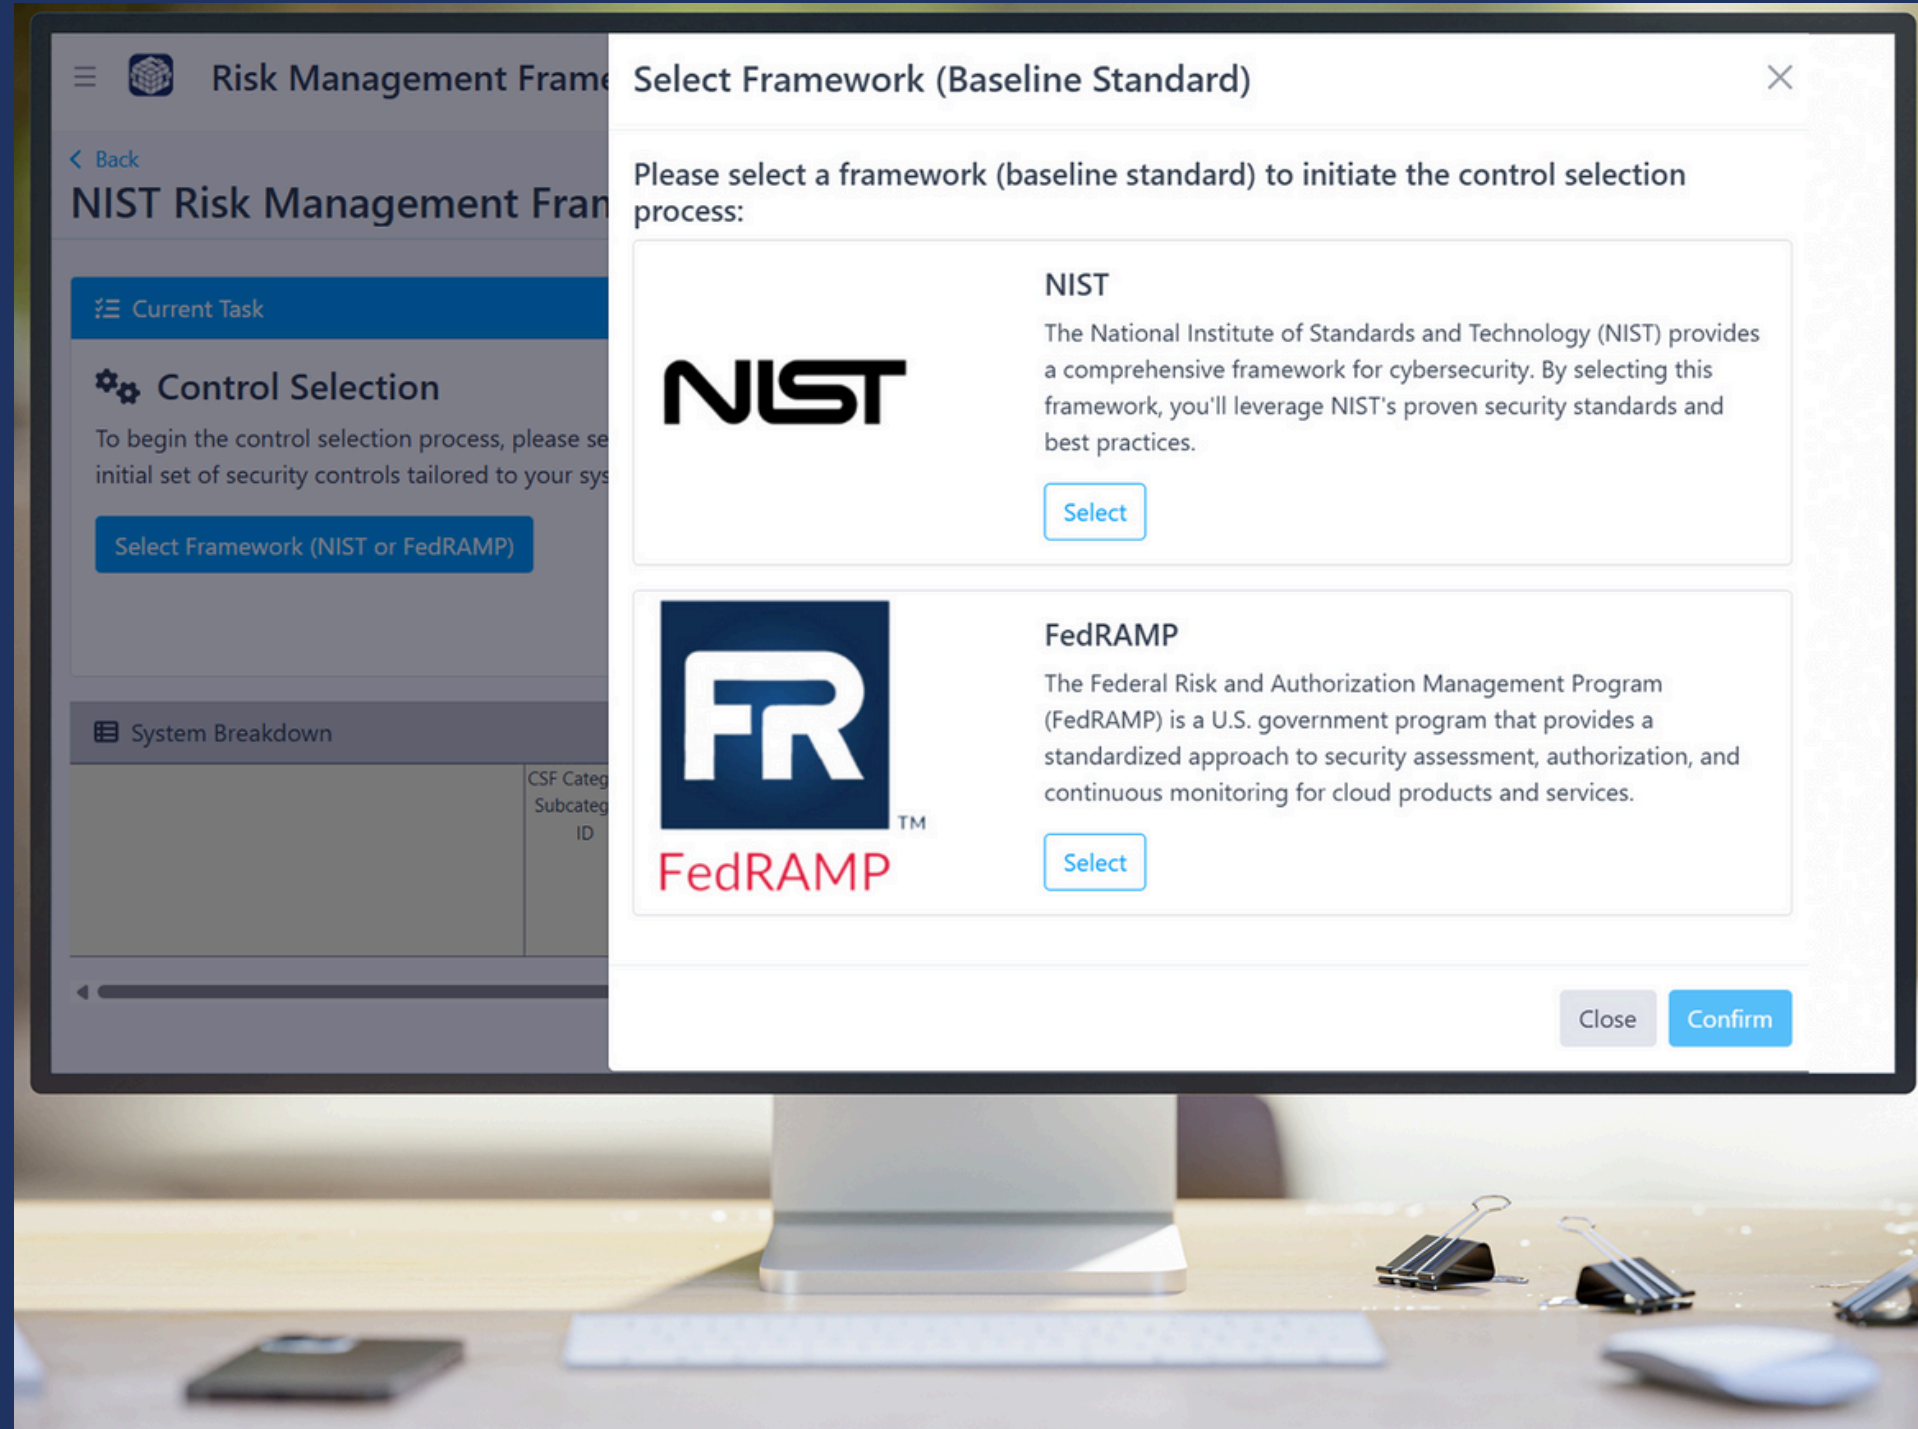 Risk Management Frame
Back
NIST Risk Management Fran
Current Task
Control Selection
To begin the control selection process, please se
initial set of security controls tailored to your sys
Select Framework (NIST or FedRAMP)
System Breakdown
CSF Categ
Subcateg
ID
Select Framework (Baseline Standard)
Please select a framework (baseline standard) to initiate the control selection
process:
NIST
NIST
The National Institute of Standards and Technology (NIST) provides
a comprehensive framework for cybersecurity. By selecting this
framework, you'll leverage NIST's proven security standards and
best practices.
Select
FR
TM
FedRAMP
FedRAMP
The Federal Risk and Authorization Management Program
(FedRAMP) is a U.S. government program that provides a
standardized approach to security assessment, authorization, and
continuous monitoring for cloud products and services.
Select
Close
Confirm